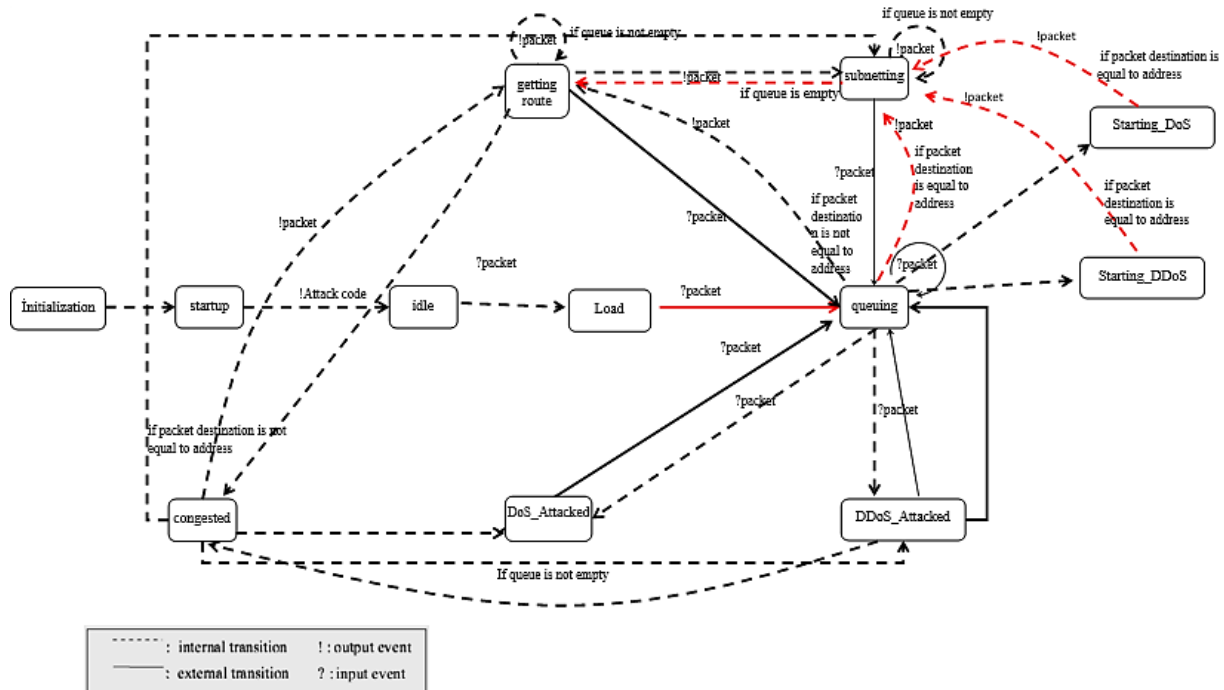 if queue is not empty
!packet
if queue is not empty
!packet
!packet
if packet destination is
equal to address
getting
route
!packet
subnetting
if queue is empty
!packet
!packet
!packet
Starting_DoS
?packet
if packet
destination
is equal to
address
if packet
destination is
equal to address
!packet
if packet
destinatio
n is not
equal to
address
?packet
?packet
?packet
Starting_DDoS
İnitialization
startup
!Attack code
idle
Load
?packet
queuing
?packet
?packet
?packet
if packet destination is not
equal to address
congested
DoS_Attacked
DDoS_Attacked
If queue is not empty
: internal transition ! : output event
: external transition ? : input event